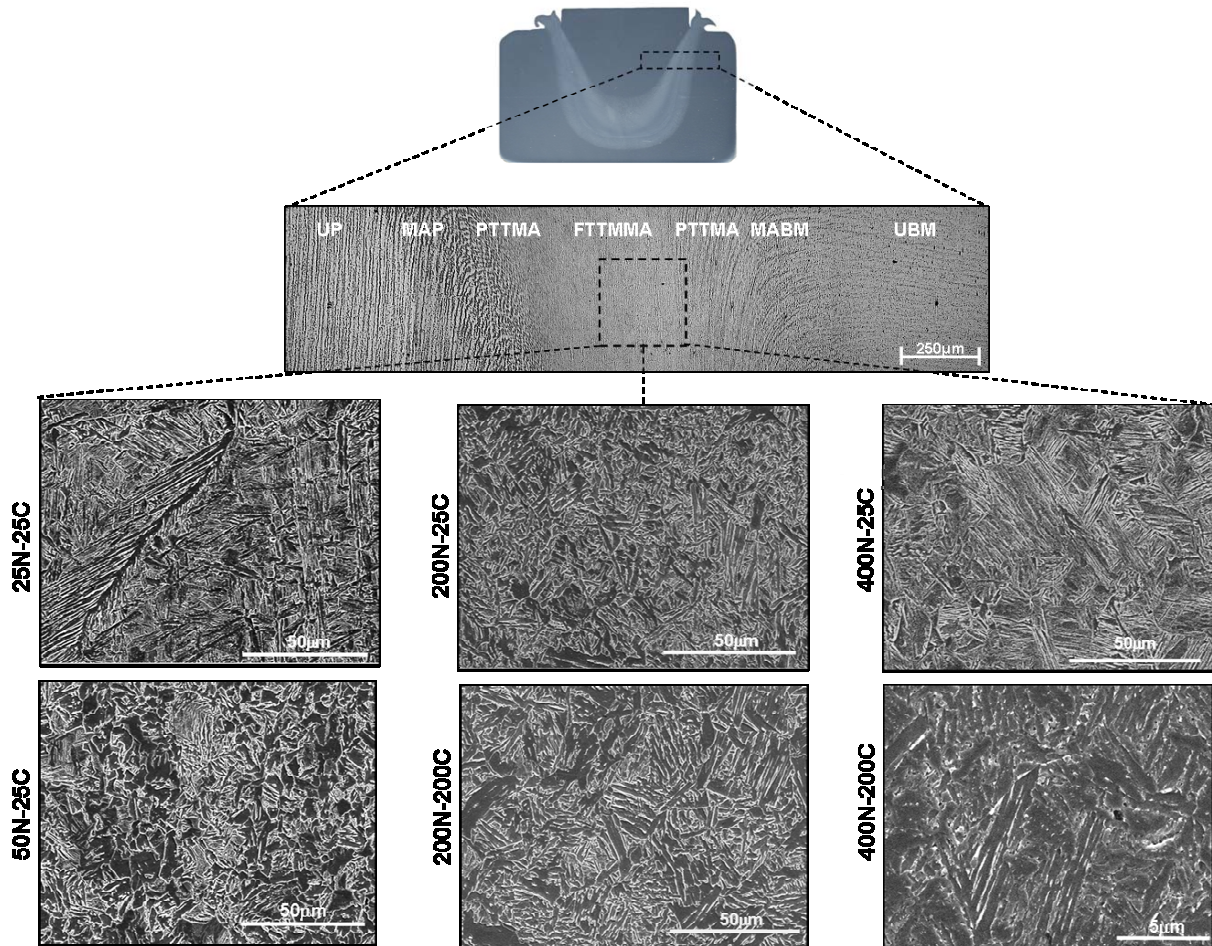 UP MAP PTTMA FTTMMA PTTMA MABM UBM
250µm
25N-25C
50µm
200N-25C
50µm
400N-25C
50µm
50N-25C
50µm
200N-200C
50µm
400N-200C
5µm